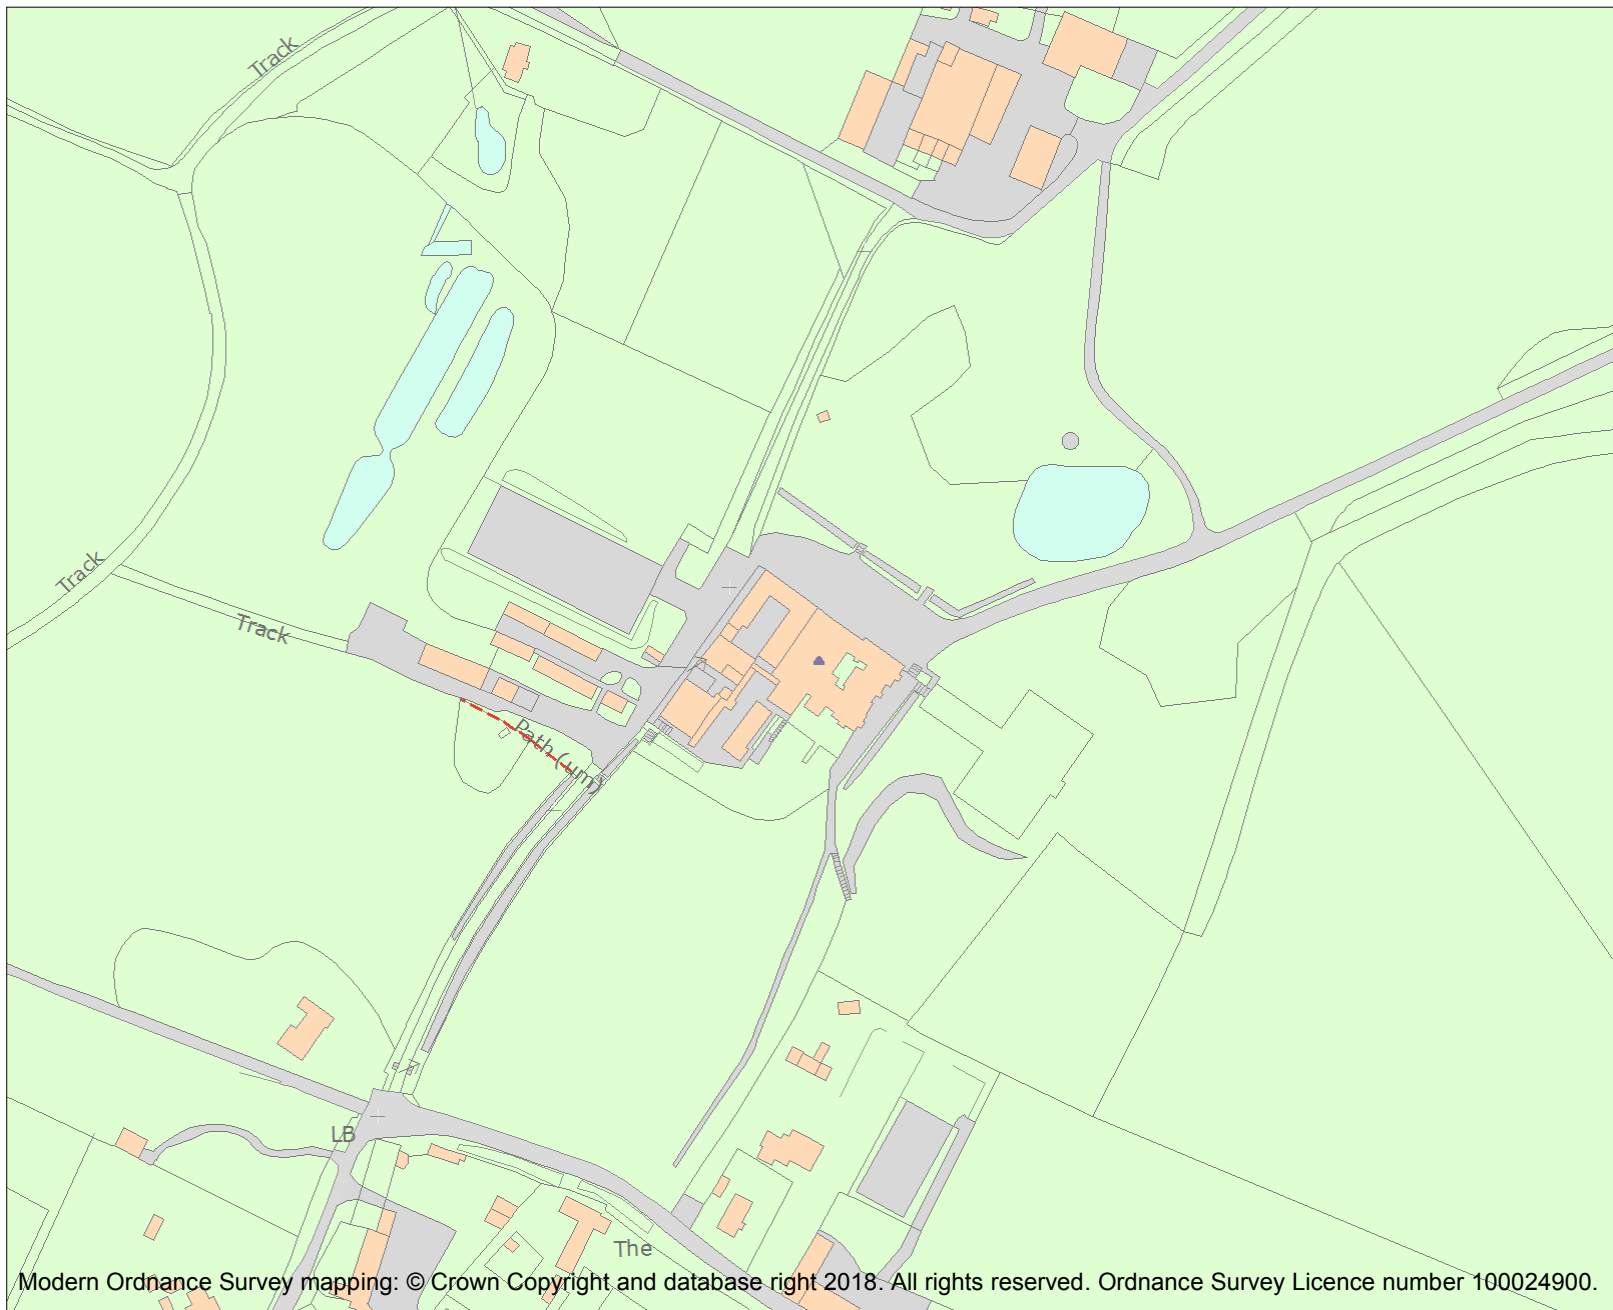 Track
Track
Track
Path (um)
LB
The
Modern Ordnance Survey mapping: © Crown Copyright and database right 2018. All rights reserved. Ordnance Survey Licence number 100024900.